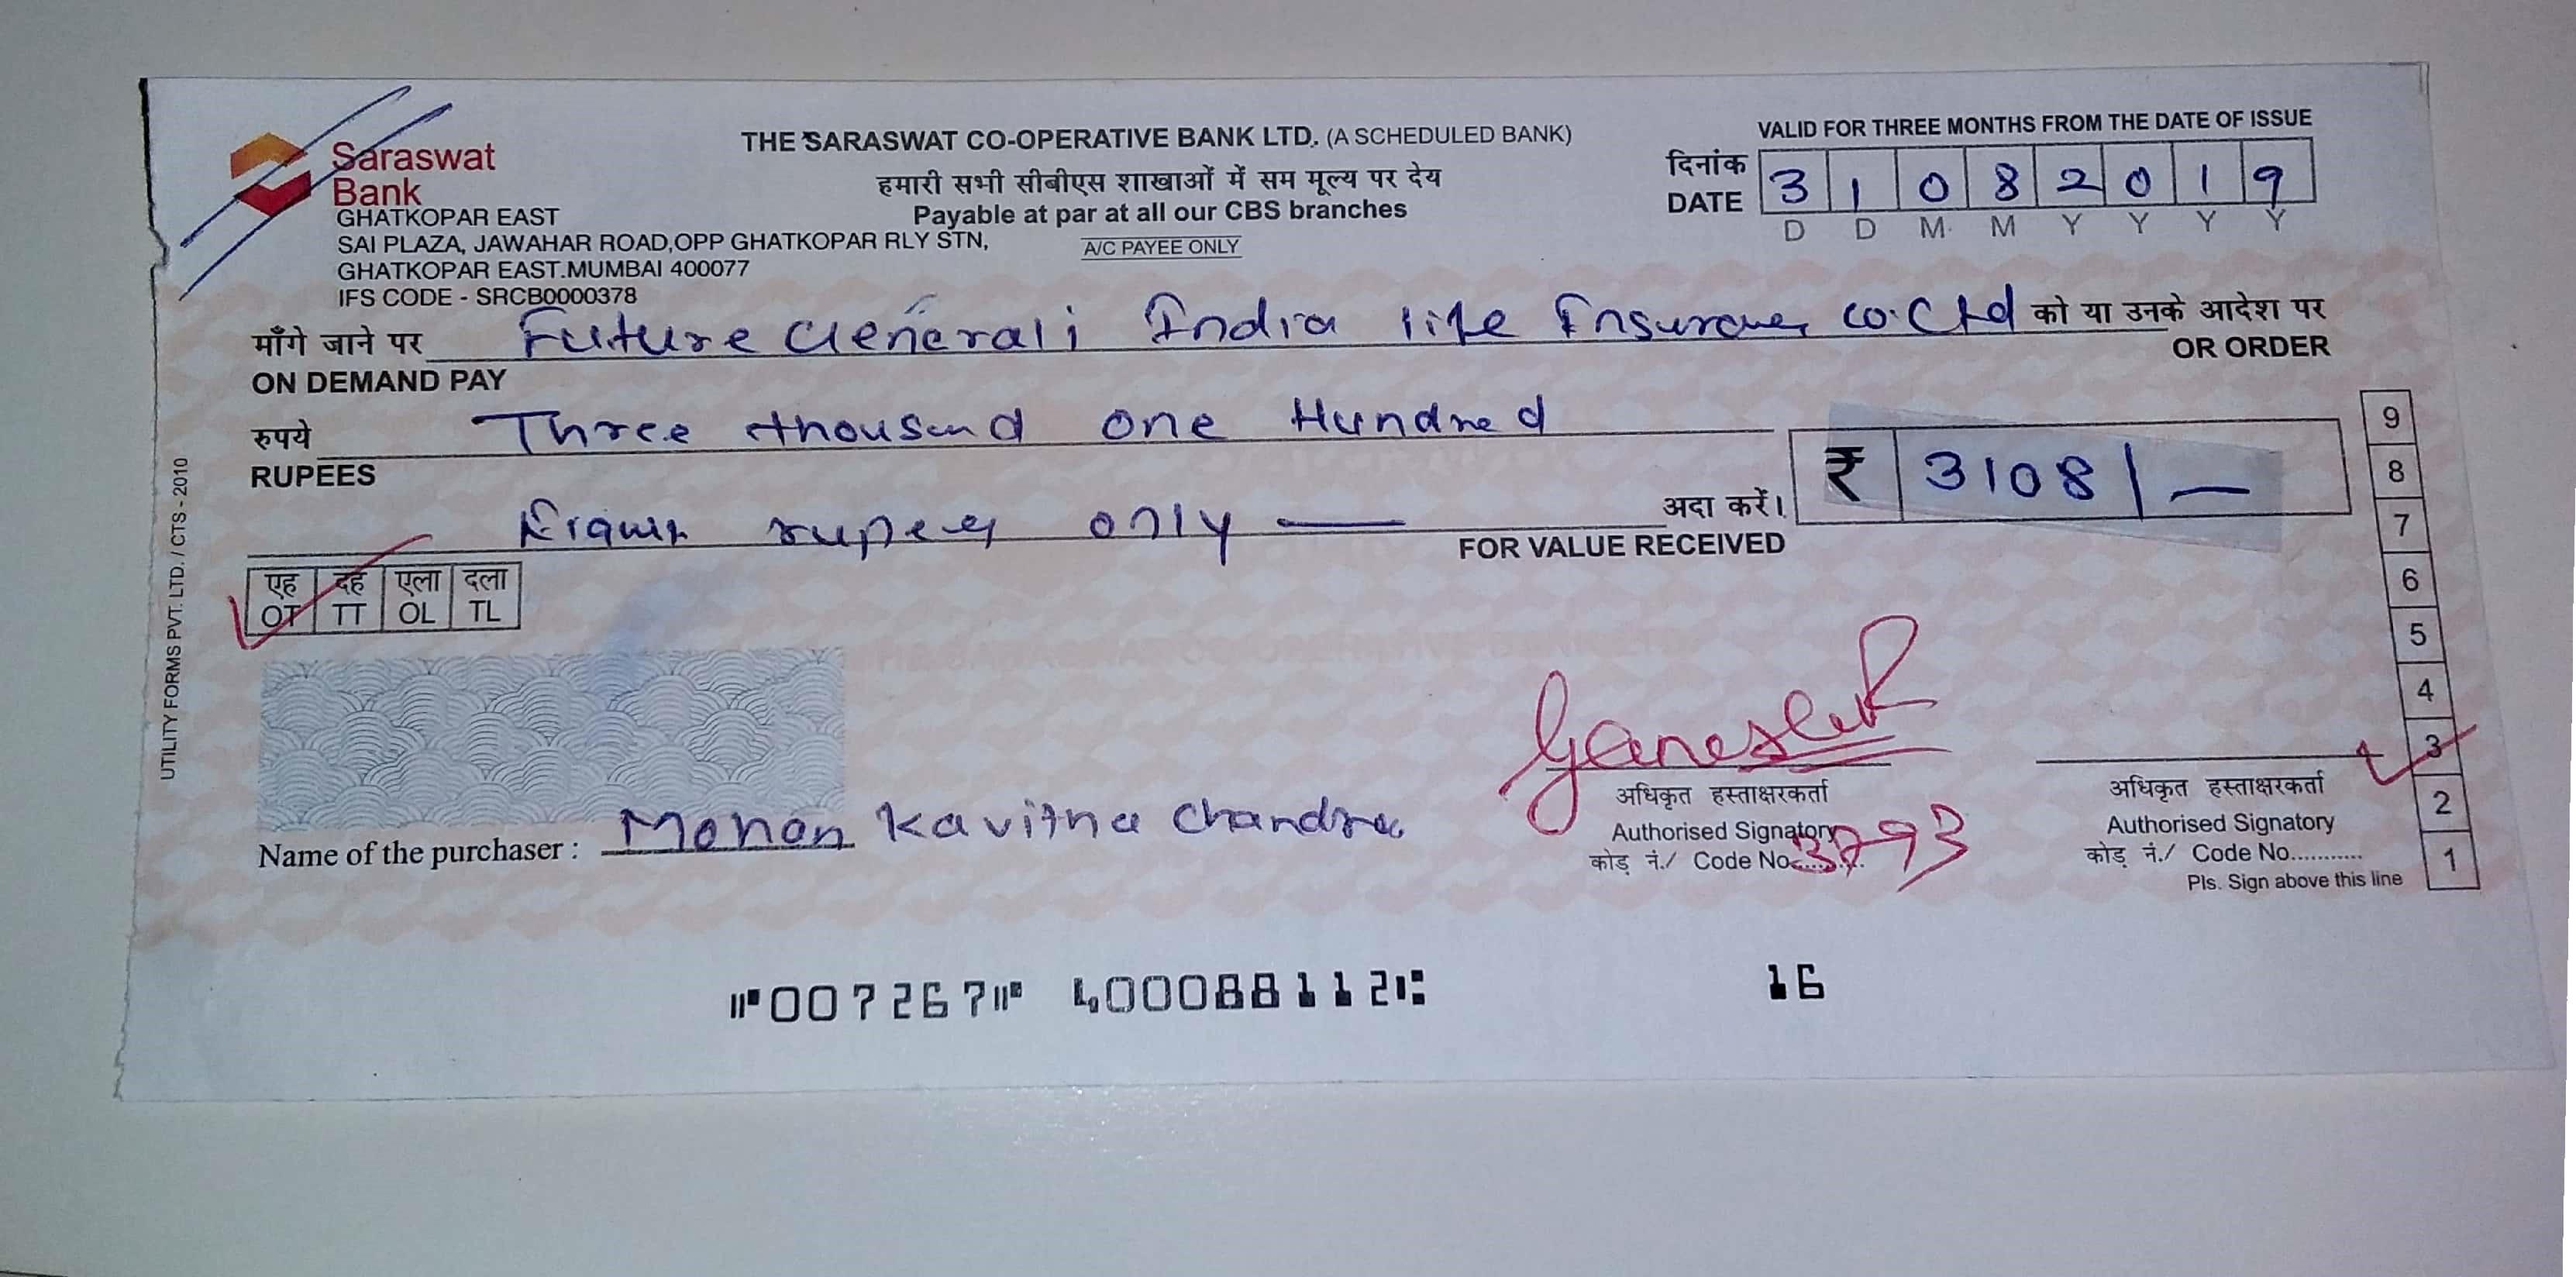 Saraswat
Bank
GHATKOPAR EAST
SAI PLAZA, JAWAHAR ROAD,OPP GHATKOPAR RLY STN,
GHATKOPAR EAST.MUMBAI 400077
IFS CODE - SRCB0000378
THE SARASWAT CO-OPERATIVE BANK LTD. (A SCHEDULED BANK)
हमारी सभी सीबीएस शाखाओं में सम मूल्य पर देय
Payable at par at all our CBS branches
A/C PAYEE ONLY
VALID FOR THREE MONTHS FROM THE DATE OF ISSUE
दिनांक
DATE 3 1 0 8 2 0 1 9
D D M M Y Y Y Y
माँगे जाने पर Future Generali India life Insurance co. Ltd को या उनके आदेश पर
ON DEMAND PAY OR ORDER
रुपये Three thousand one Hundred
RUPEES
rupees only — अदा करें। ₹ 3108/—
FOR VALUE RECEIVED
एह दह एला दला
OT TT OL TL
UTILITY FORMS PVT. LTD. / CTS - 2010
9
8
7
6
5
4
3
2
1
Name of the purchaser : Mohan Kavitha Chandra
अधिकृत हस्ताक्षरकर्ता
Authorised Signatory
कोड़ नं./ Code No. 3793
अधिकृत हस्ताक्षरकर्ता
Authorised Signatory
कोड़ नं./ Code No...........
Pls. Sign above this line
⑈007267⑈ 400088112⑆ 16